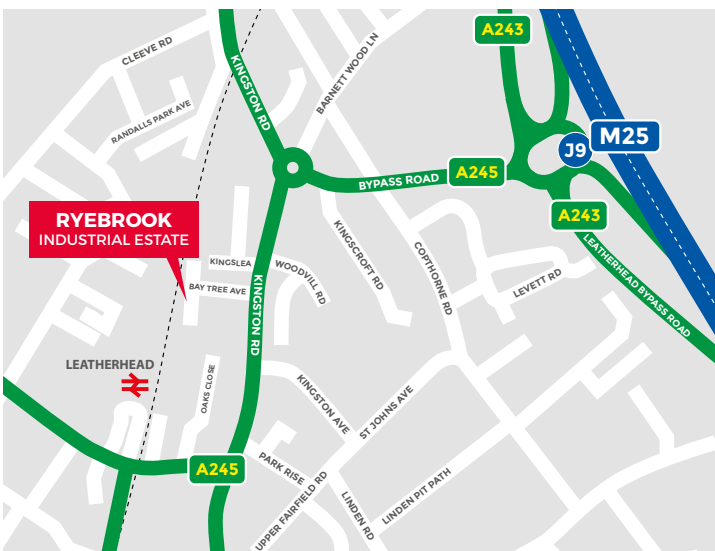 A243
CLEEVE RD
KINGSTON RD
BARNETT WOOD LN
RANDALLS PARK AVE
J9
M25
BYPASS ROAD
A245
A243
RYEBROOK
INDUSTRIAL ESTATE
KINGSCROFT RD
COPTHORNE RD
LEATHERHEAD BYPASS ROAD
KINGSLEA
WOODVILL RD
BAY TREE AVE
KINGSTON RD
LEVETT RD
LEATHERHEAD
OAKS CLOSE
KINGSTON AVE
ST JOHNS AVE
A245
PARK RISE
UPPER FAIRFIELD RD
LINDEN RD
LINDEN PIT PATH